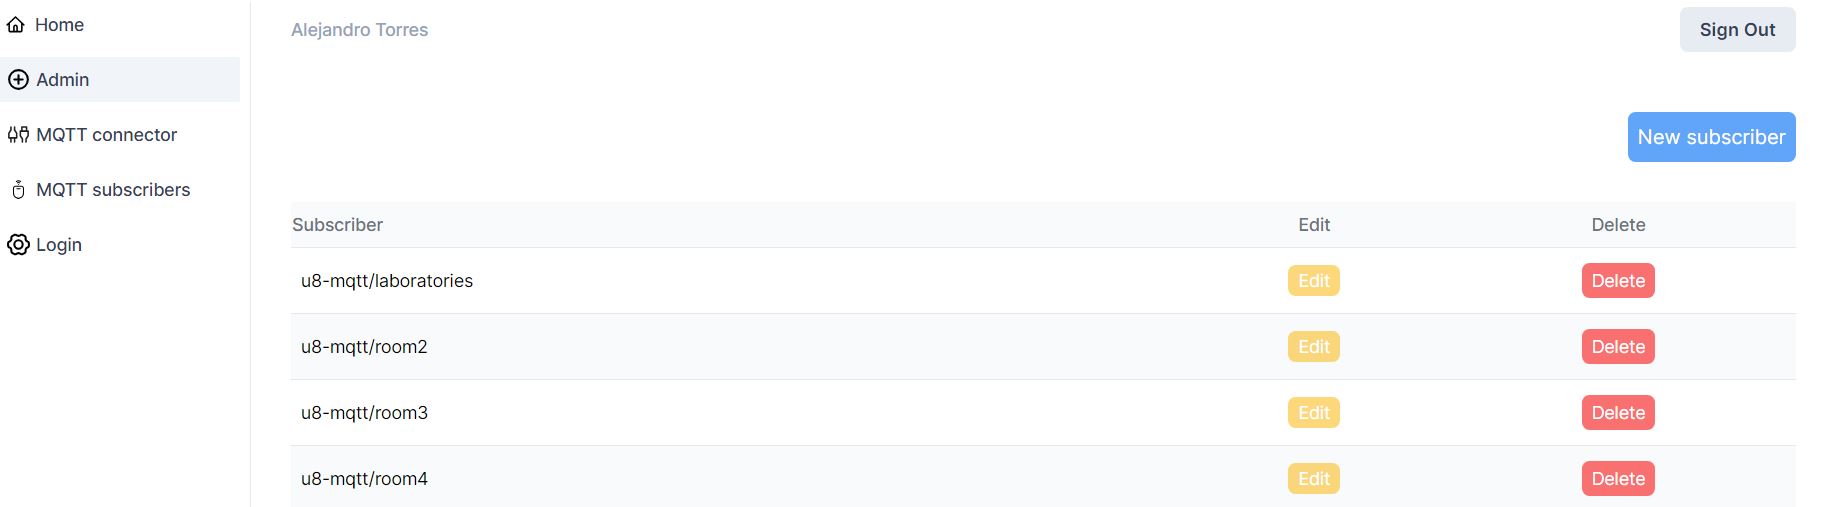 Home
Admin
MQTT connector
MQTT subscribers
Login
Alejandro Torres
Sign Out
New subscriber
Subscriber Edit Delete
u8-mqtt/laboratories Edit Delete
u8-mqtt/room2 Edit Delete
u8-mqtt/room3 Edit Delete
u8-mqtt/room4 Edit Delete